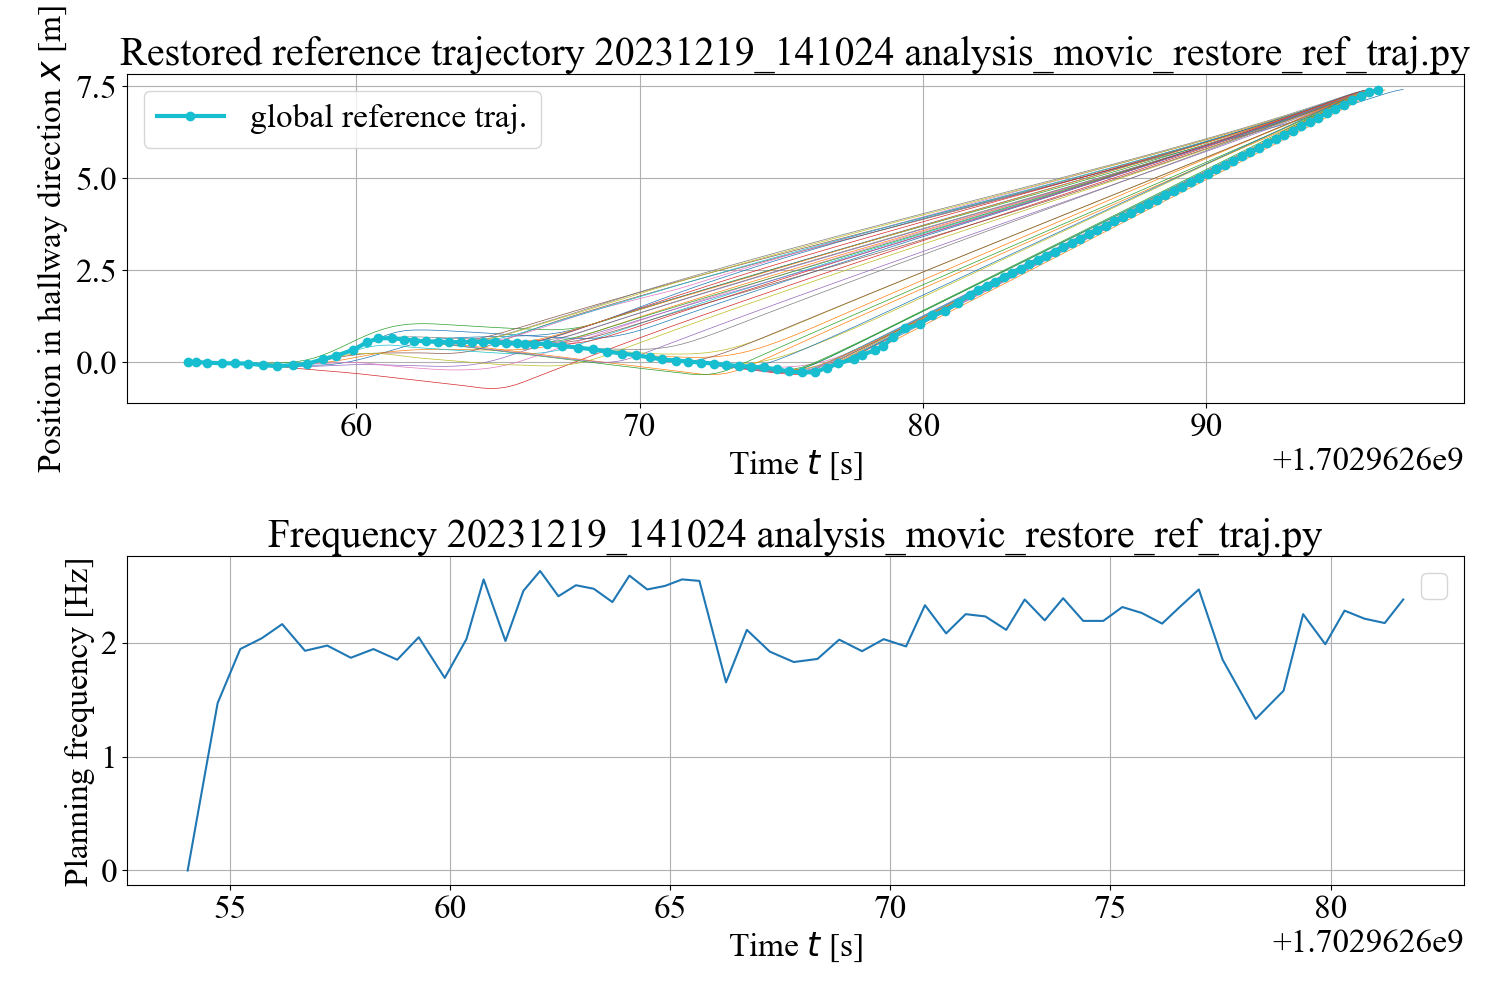 Restored reference trajectory 20231219_141024 analysis_movic_restore_ref_traj.py
Position in hallway direction x [m]
7.5
5.0
2.5
0.0
global reference traj.
60 70 80 90
Time t [s]
+1.7029626e9
Frequency 20231219_141024 analysis_movic_restore_ref_traj.py
Planning frequency [Hz]
2
1
0
55 60 65 70 75 80
Time t [s]
+1.7029626e9